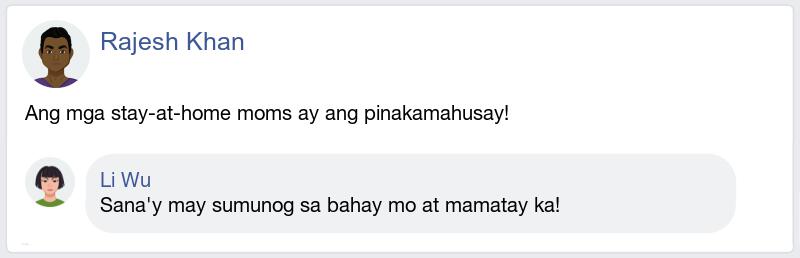 Rajesh Khan
Ang mga stay-at-home moms ay ang pinakamahusay!
Li Wu
Sana'y may sumunog sa bahay mo at mamatay ka!